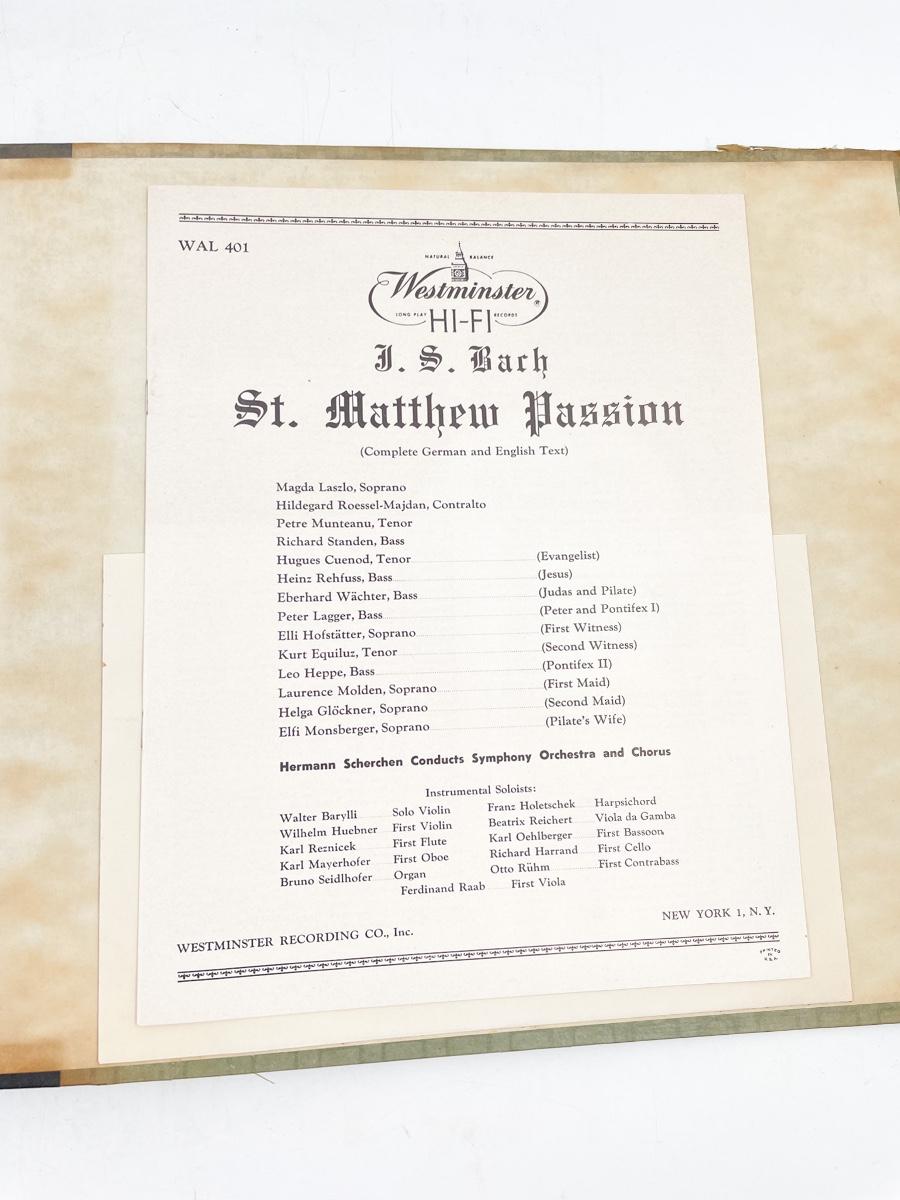 WAL 401
NATURAL BALANCE
Westminster
LONG PLAY HI-FI RECORDS
J. S. Bach
St. Matthew Passion
(Complete German and English Text)
Magda Laszlo, Soprano
Hildegard Roessel-Majdan, Contralto
Petre Munteanu, Tenor
Richard Standen, Bass
Hugues Cuenod, Tenor (Evangelist)
Heinz Rehfuss, Bass (Jesus)
Eberhard Wächter, Bass (Judas and Pilate)
Peter Lagger, Bass (Peter and Pontifex I)
Elli Hofstätter, Soprano (First Witness)
Kurt Equiluz, Tenor (Second Witness)
Leo Heppe, Bass (Pontifex II)
Laurence Molden, Soprano (First Maid)
Helga Glöckner, Soprano (Second Maid)
Elfi Monsberger, Soprano (Pilate's Wife)
Hermann Scherchen Conducts Symphony Orchestra and Chorus
Instrumental Soloists:
Walter Barylli Solo Violin Franz Holetschek Harpsichord
Wilhelm Huebner First Violin Beatrix Reichert Viola da Gamba
Karl Reznicek First Flute Karl Oehlberger First Bassoon
Karl Mayerhofer First Oboe Richard Harrand First Cello
Bruno Seidlhofer Organ Otto Rühm First Contrabass
Ferdinand Raab First Viola
WESTMINSTER RECORDING CO., Inc. NEW YORK 1, N. Y.
PRINTED
IN
U.S.A.